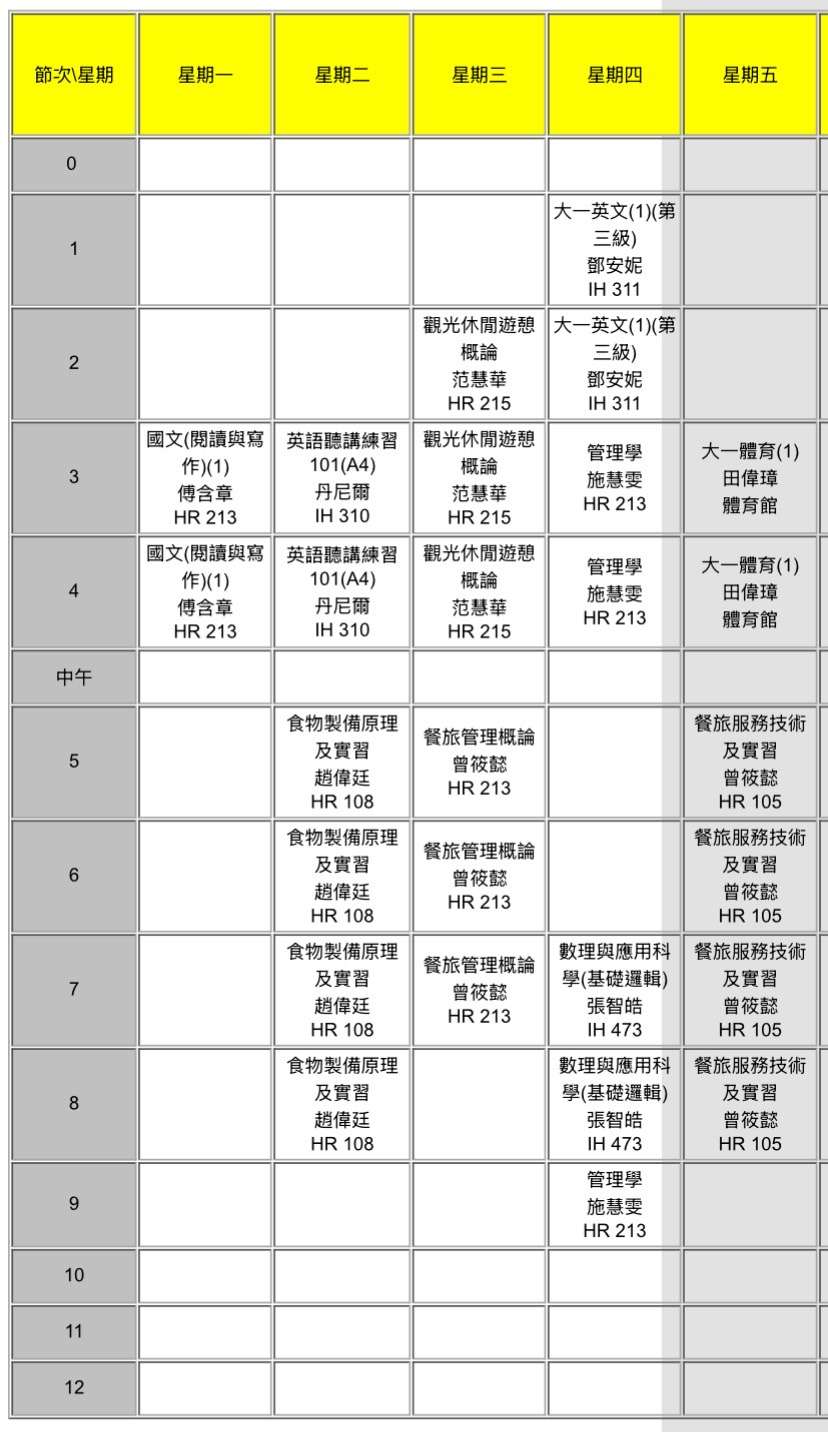 節次\星期 星期一 星期二 星期三 星期四 星期五
0
1
大一英文(1)(第
三級)
鄧安妮
IH 311
2
觀光休閒遊憩
概論
范慧華
HR 215
大一英文(1)(第
三級)
鄧安妮
IH 311
3
國文(閱讀與寫
作)(1)
傅含章
HR 213
英語聽講練習
101(A4)
丹尼爾
IH 310
觀光休閒遊憩
概論
范慧華
HR 215
管理學
施慧雯
HR 213
大一體育(1)
田偉璋
體育館
4
國文(閱讀與寫
作)(1)
傅含章
HR 213
英語聽講練習
101(A4)
丹尼爾
IH 310
觀光休閒遊憩
概論
范慧華
HR 215
管理學
施慧雯
HR 213
大一體育(1)
田偉璋
體育館
中午
5
食物製備原理
及實習
趙偉廷
HR 108
餐旅管理概論
曾筱懿
HR 213
餐旅服務技術
及實習
曾筱懿
HR 105
6
食物製備原理
及實習
趙偉廷
HR 108
餐旅管理概論
曾筱懿
HR 213
餐旅服務技術
及實習
曾筱懿
HR 105
7
食物製備原理
及實習
趙偉廷
HR 108
餐旅管理概論
曾筱懿
HR 213
數理與應用科
學(基礎邏輯)
張智皓
IH 473
餐旅服務技術
及實習
曾筱懿
HR 105
8
食物製備原理
及實習
趙偉廷
HR 108
數理與應用科
學(基礎邏輯)
張智皓
IH 473
餐旅服務技術
及實習
曾筱懿
HR 105
9
管理學
施慧雯
HR 213
10
11
12